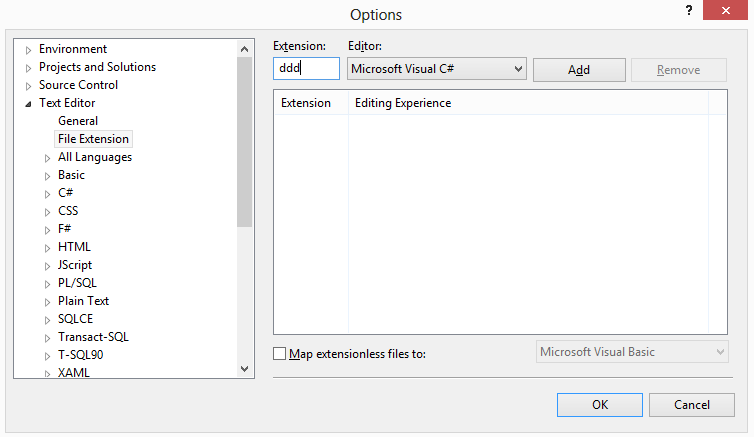 Options
?
Environment
Projects and Solutions
Source Control
Text Editor
General
File Extension
All Languages
Basic
C#
CSS
F#
HTML
JScript
PL/SQL
Plain Text
SQLCE
Transact-SQL
T-SQL90
XAML
Extension:
Editor:
ddd
Microsoft Visual C#
Add
Remove
Extension
Editing Experience
Map extensionless files to:
Microsoft Visual Basic
OK
Cancel